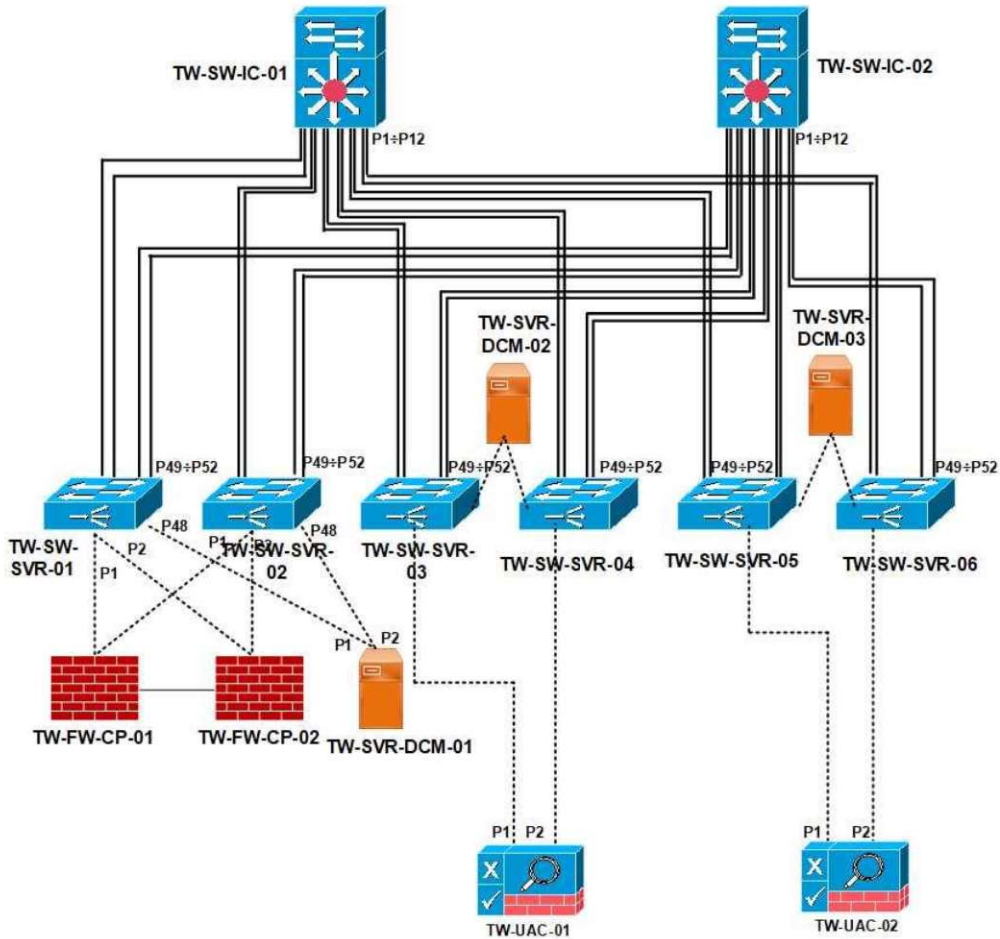 TW-SW-IC-01
TW-SW-IC-02
P1÷P12
P1÷P12
TW-SVR-
DCM-02
TW-SVR-
DCM-03
P49÷P52
P49÷P52
P49÷P52
P49÷P52
P49÷P52
P49÷P52
TW-SW-
SVR-01
P48
P2
P1
P1
P48
TW-SW-SVR-
02
TW-SW-SVR-
03
TW-SW-SVR-04
TW-SW-SVR-05
TW-SW-SVR-06
P1
P2
TW-FW-CP-01
TW-FW-CP-02
TW-SVR-DCM-01
P1
P2
P1
P2
X
X
TW-UAC-01
TW-UAC-02